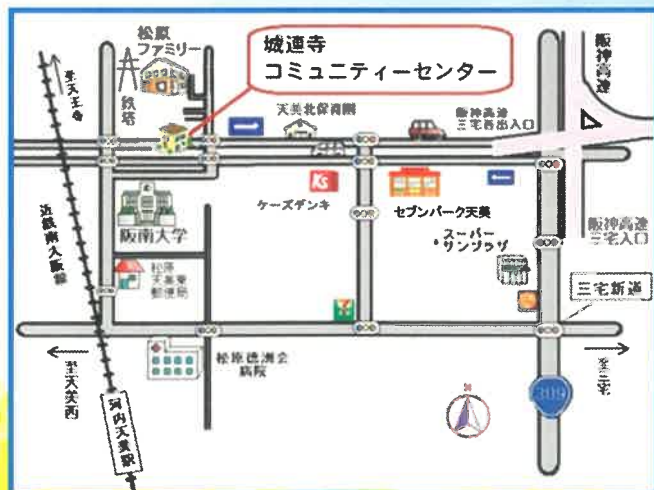 松原
ファミリー
城連寺
コミュニティーセンター
阪神高速
至天王寺
鉄塔
天美北保育園
阪神高速
三宅西出入口
近鉄南大阪線
K's
ケーズデンキ
セブンパーク天美
阪南大学
スーパー
サンプラザ
阪神高速
三宅入口
松原
天美東
郵便局
三宅新道
7
松原徳洲会
病院
至天美西
至三宅
309
河内天美駅